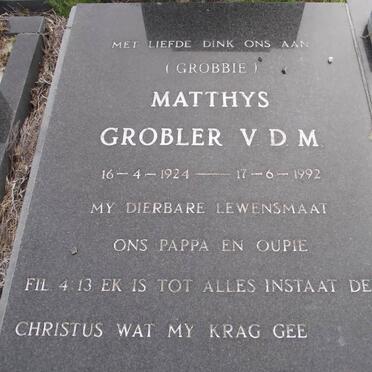 MET LIEFDE DINK ONS AAN
( GROBBIE )
MATTHYS
GROBLER V D M
16 - 4 - 1924 — 17 - 6 - 1992
MY DIERBARE LEWENSMAAT
ONS PAPPA EN OUPIE
FIL 4:13 EK IS TOT ALLES INSTAAT DE
CHRISTUS WAT MY KRAG GEE